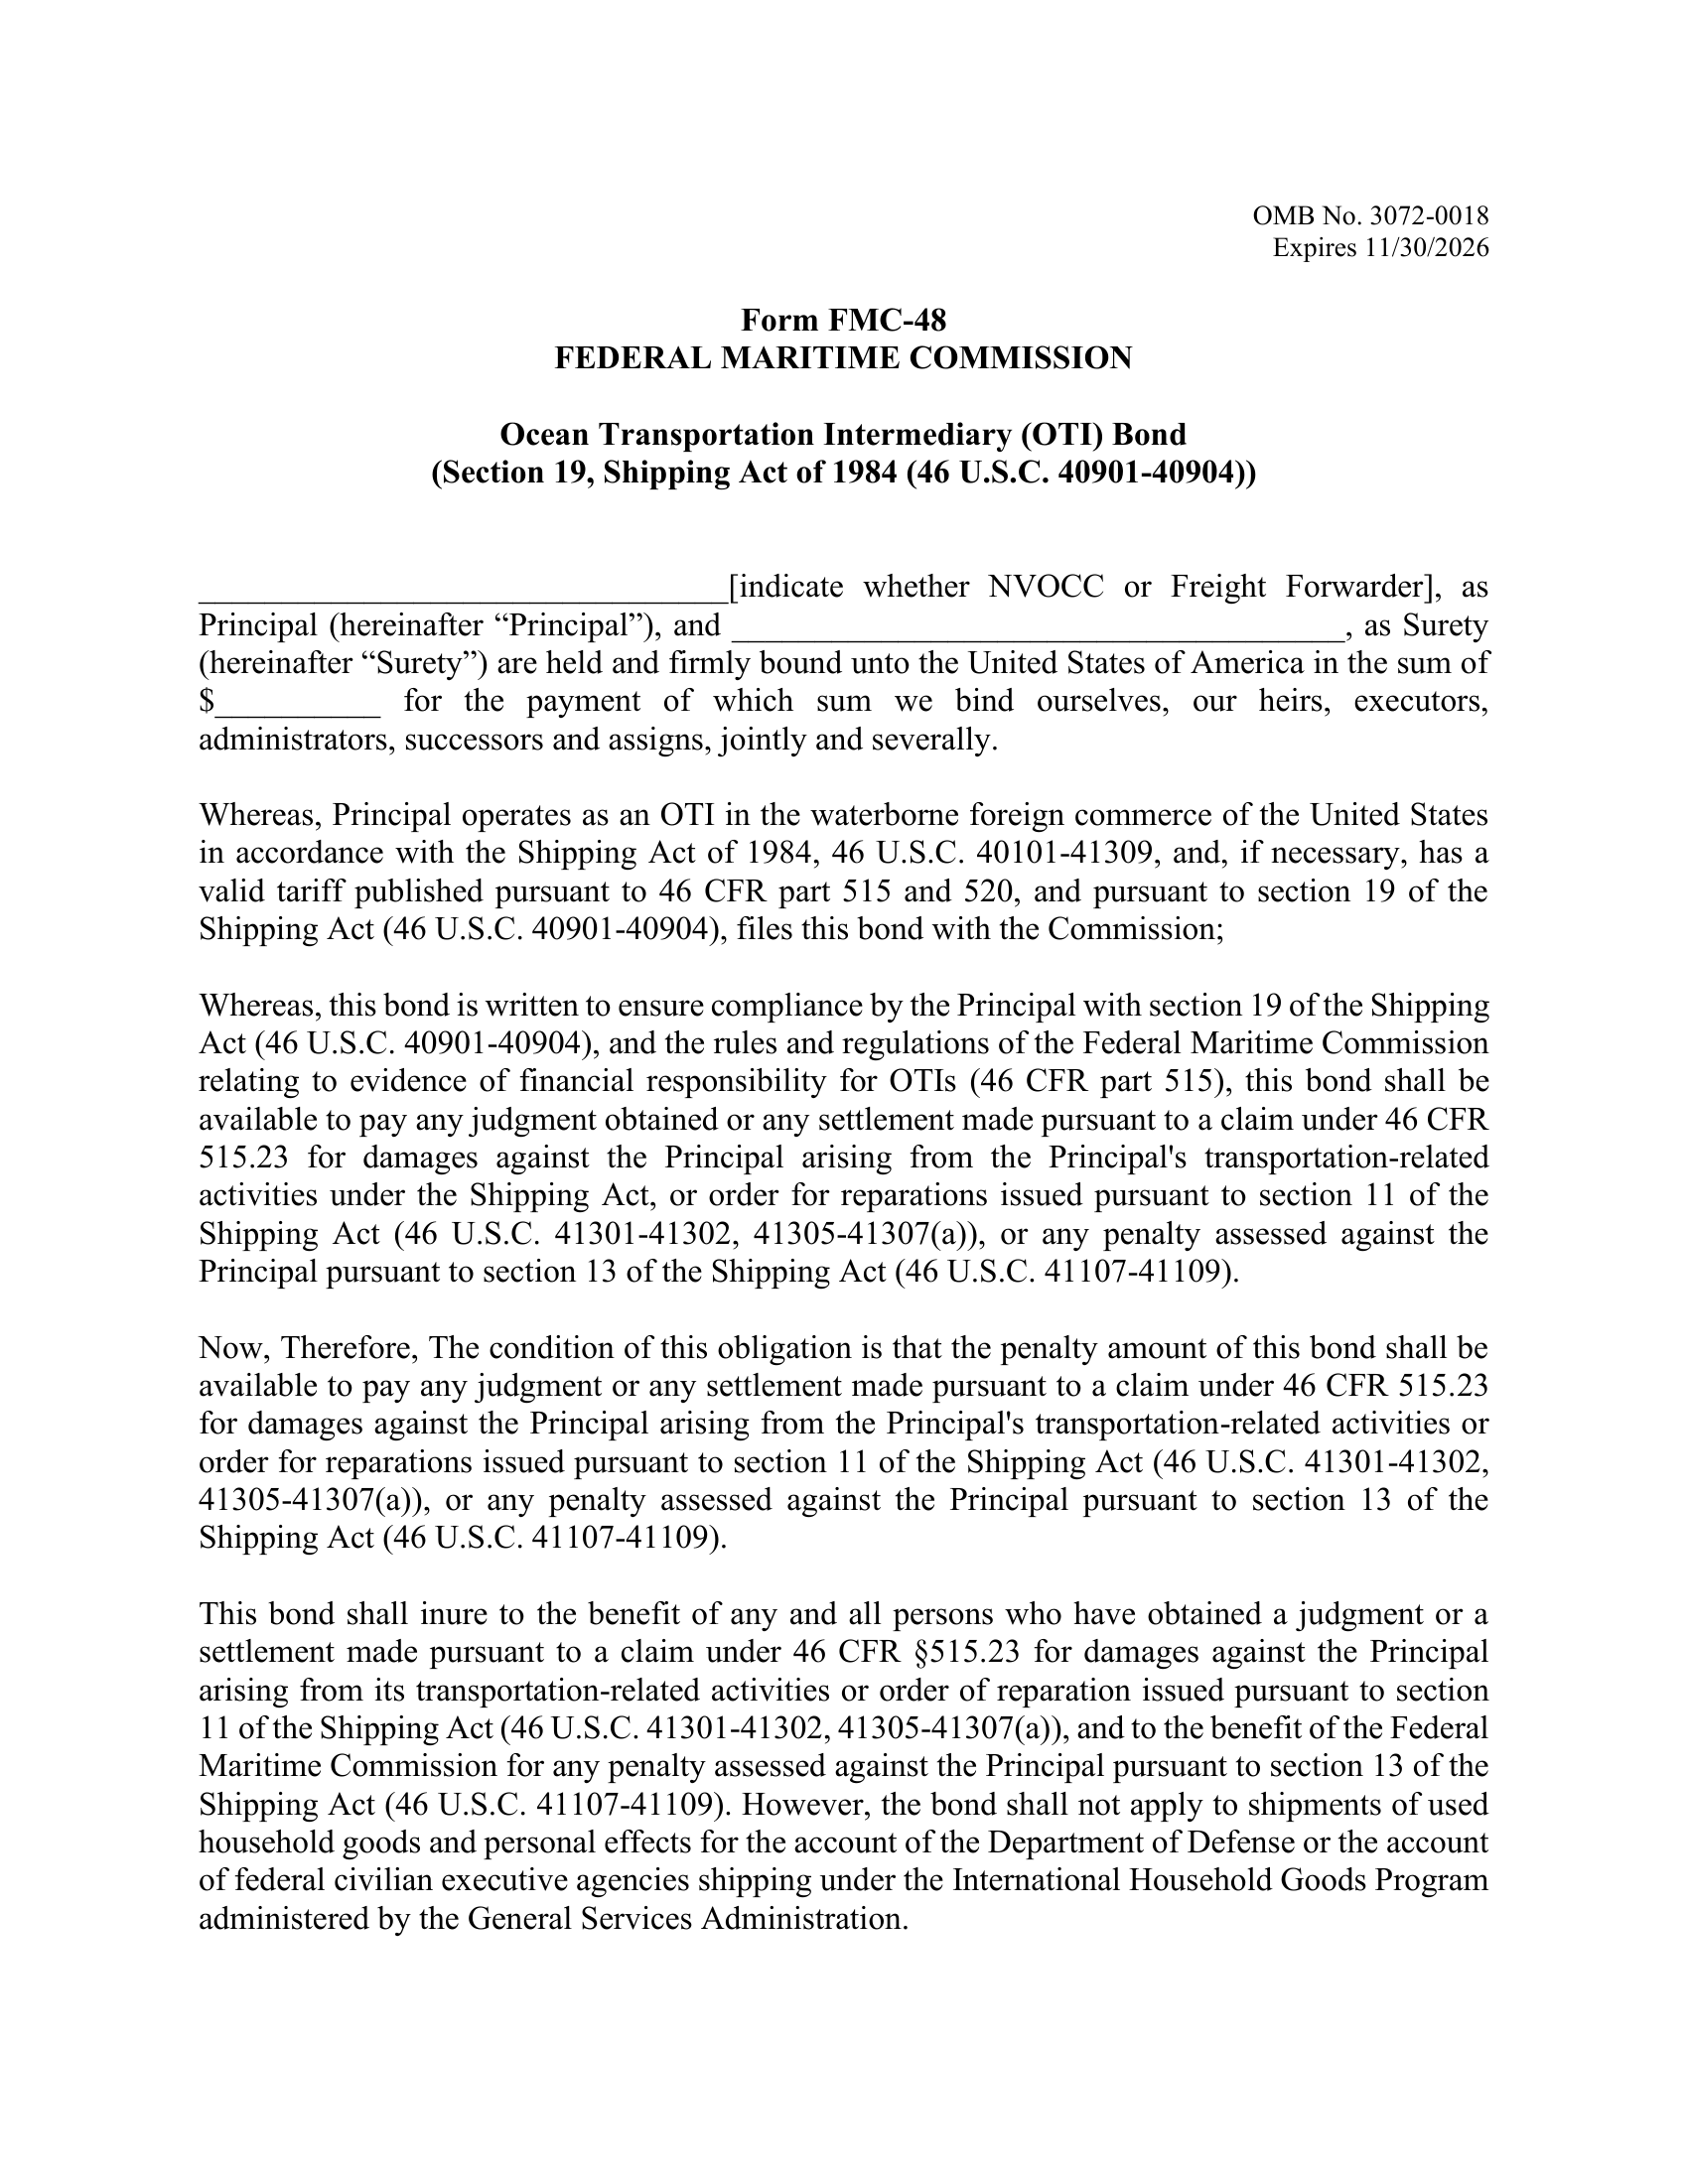 OMB No. 3072-0018
Expires 11/30/2026
Form FMC-48
FEDERAL MARITIME COMMISSION
Ocean Transportation Intermediary (OTI) Bond
(Section 19, Shipping Act of 1984 (46 U.S.C. 40901-40904))
________________________________[indicate whether NVOCC or Freight Forwarder], as
Principal (hereinafter “Principal”), and _____________________________________, as Surety
(hereinafter “Surety”) are held and firmly bound unto the United States of America in the sum of
$__________ for the payment of which sum we bind ourselves, our heirs, executors,
administrators, successors and assigns, jointly and severally.
Whereas, Principal operates as an OTI in the waterborne foreign commerce of the United States
in accordance with the Shipping Act of 1984, 46 U.S.C. 40101-41309, and, if necessary, has a
valid tariff published pursuant to 46 CFR part 515 and 520, and pursuant to section 19 of the
Shipping Act (46 U.S.C. 40901-40904), files this bond with the Commission;
Whereas, this bond is written to ensure compliance by the Principal with section 19 of the Shipping
Act (46 U.S.C. 40901-40904), and the rules and regulations of the Federal Maritime Commission
relating to evidence of financial responsibility for OTIs (46 CFR part 515), this bond shall be
available to pay any judgment obtained or any settlement made pursuant to a claim under 46 CFR
515.23 for damages against the Principal arising from the Principal's transportation-related
activities under the Shipping Act, or order for reparations issued pursuant to section 11 of the
Shipping Act (46 U.S.C. 41301-41302, 41305-41307(a)), or any penalty assessed against the
Principal pursuant to section 13 of the Shipping Act (46 U.S.C. 41107-41109).
Now, Therefore, The condition of this obligation is that the penalty amount of this bond shall be
available to pay any judgment or any settlement made pursuant to a claim under 46 CFR 515.23
for damages against the Principal arising from the Principal's transportation-related activities or
order for reparations issued pursuant to section 11 of the Shipping Act (46 U.S.C. 41301-41302,
41305-41307(a)), or any penalty assessed against the Principal pursuant to section 13 of the
Shipping Act (46 U.S.C. 41107-41109).
This bond shall inure to the benefit of any and all persons who have obtained a judgment or a
settlement made pursuant to a claim under 46 CFR §515.23 for damages against the Principal
arising from its transportation-related activities or order of reparation issued pursuant to section
11 of the Shipping Act (46 U.S.C. 41301-41302, 41305-41307(a)), and to the benefit of the Federal
Maritime Commission for any penalty assessed against the Principal pursuant to section 13 of the
Shipping Act (46 U.S.C. 41107-41109). However, the bond shall not apply to shipments of used
household goods and personal effects for the account of the Department of Defense or the account
of federal civilian executive agencies shipping under the International Household Goods Program
administered by the General Services Administration.